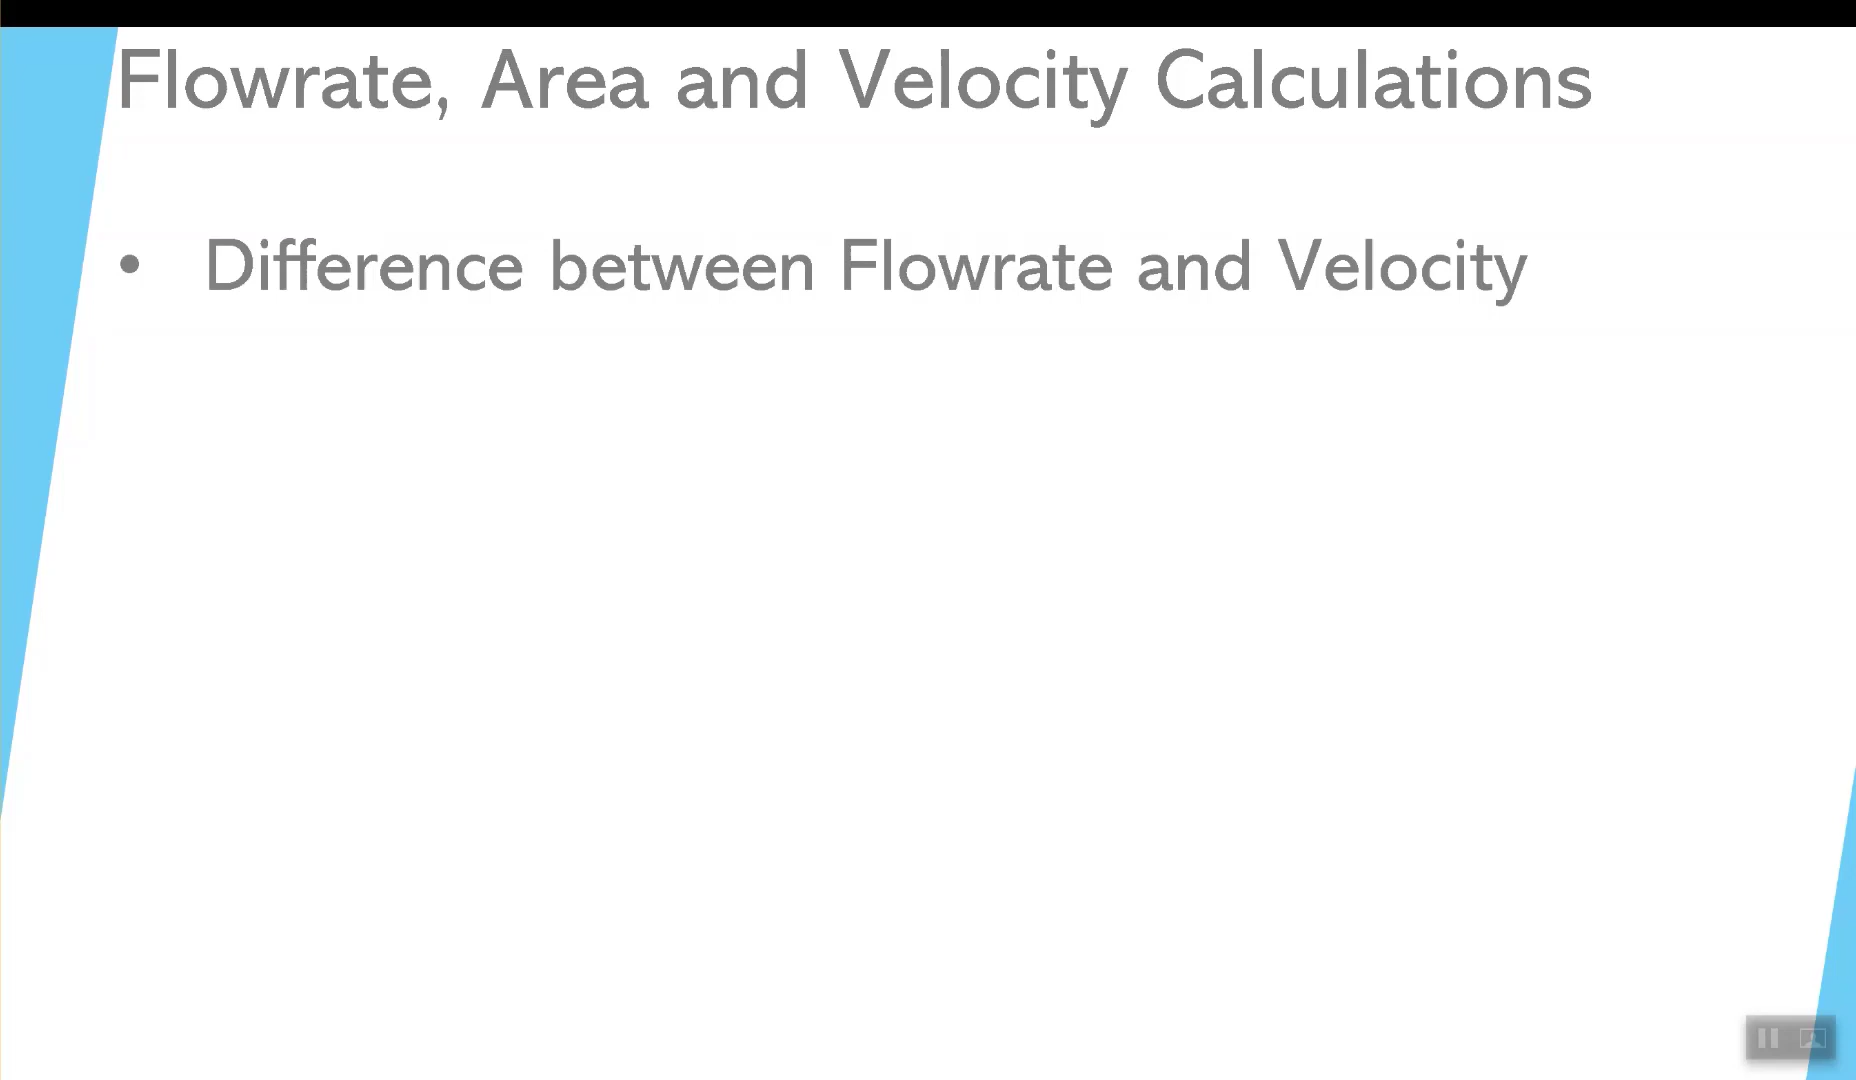 Flowrate, Area and Velocity Calculations
• Difference between Flowrate and Velocity